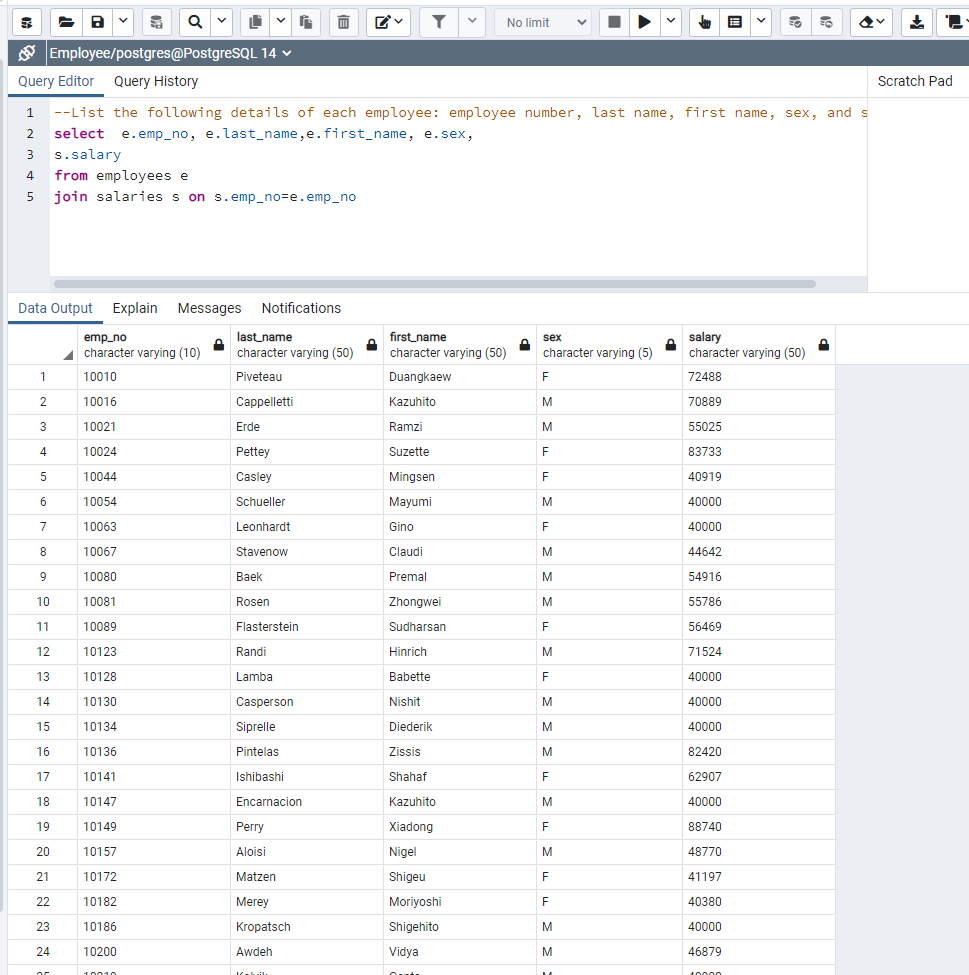 No limit
Employee/postgres@PostgreSQL 14
Query Editor Query History Scratch Pad
1 --List the following details of each employee: employee number, last name, first name, sex, and s
2 select  e.emp_no, e.last_name,e.first_name, e.sex,
3 s.salary
4 from employees e
5 join salaries s on s.emp_no=e.emp_no
Data Output Explain Messages Notifications
emp_no last_name first_name sex salary
character varying (10) character varying (50) character varying (50) character varying (5) character varying (50)
1 10010 Piveteau Duangkaew F 72488
2 10016 Cappelletti Kazuhito M 70889
3 10021 Erde Ramzi M 55025
4 10024 Pettey Suzette F 83733
5 10044 Casley Mingsen F 40919
6 10054 Schueller Mayumi M 40000
7 10063 Leonhardt Gino F 40000
8 10067 Stavenow Claudi M 44642
9 10080 Baek Premal M 54916
10 10081 Rosen Zhongwei M 55786
11 10089 Flasterstein Sudharsan F 56469
12 10123 Randi Hinrich M 71524
13 10128 Lamba Babette F 40000
14 10130 Casperson Nishit M 40000
15 10134 Siprelle Diederik M 40000
16 10136 Pintelas Zissis M 82420
17 10141 Ishibashi Shahaf F 62907
18 10147 Encarnacion Kazuhito M 40000
19 10149 Perry Xiadong F 88740
20 10157 Aloisi Nigel M 48770
21 10172 Matzen Shigeu F 41197
22 10182 Merey Moriyoshi F 40380
23 10186 Kropatsch Shigehito M 40000
24 10200 Awdeh Vidya M 46879